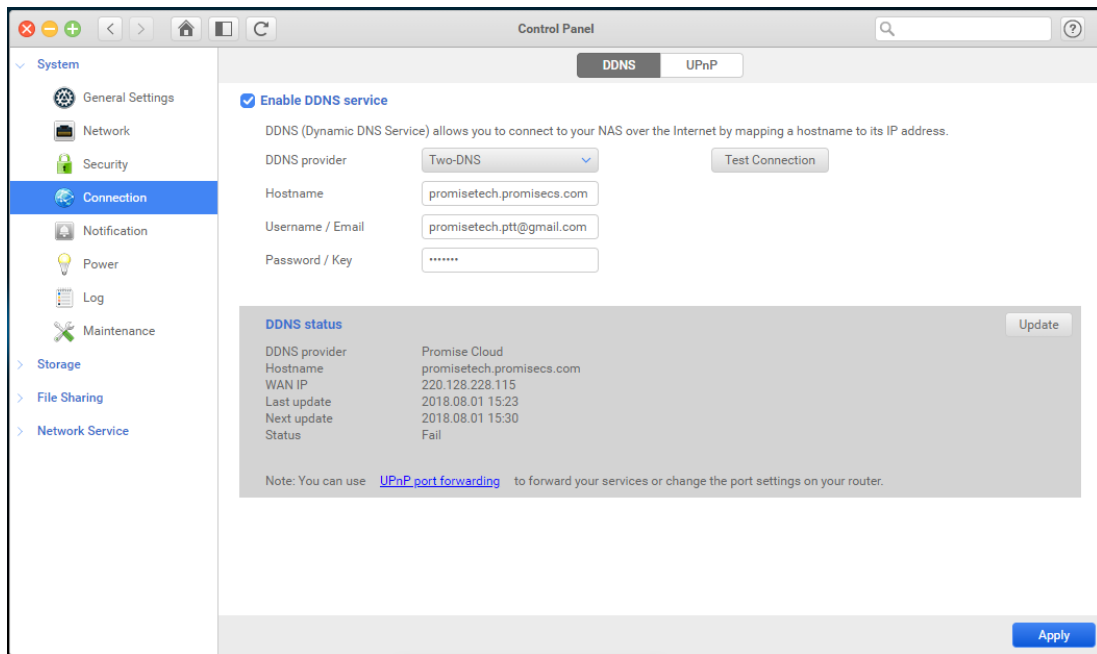 Control Panel
System
General Settings
Network
Security
Connection
Notification
Power
Log
Maintenance
Storage
File Sharing
Network Service
DDNS UPnP
Enable DDNS service
DDNS (Dynamic DNS Service) allows you to connect to your NAS over the Internet by mapping a hostname to its IP address.
DDNS provider Two-DNS Test Connection
Hostname promisetech.promisecs.com
Username / Email promisetech.ptt@gmail.com
Password / Key •••••••
DDNS status Update
DDNS provider Promise Cloud
Hostname promisetech.promisecs.com
WAN IP 220.128.228.115
Last update 2018.08.01 15:23
Next update 2018.08.01 15:30
Status Fail
Note: You can use UPnP port forwarding to forward your services or change the port settings on your router.
Apply